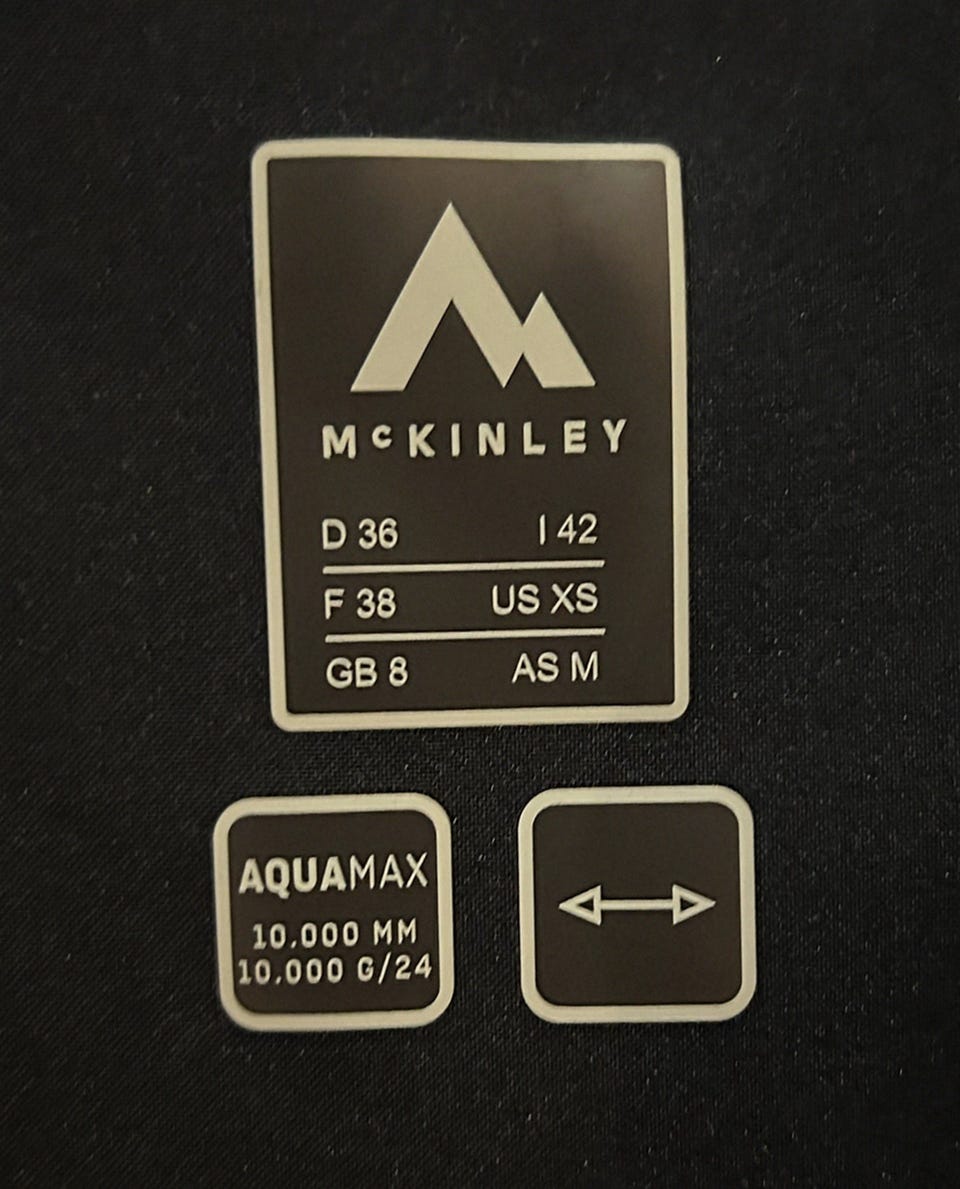 McKINLEY
D 36 I 42
F 38 US XS
GB 8 AS M
AQUAMAX
10.000 MM
10.000 G/24